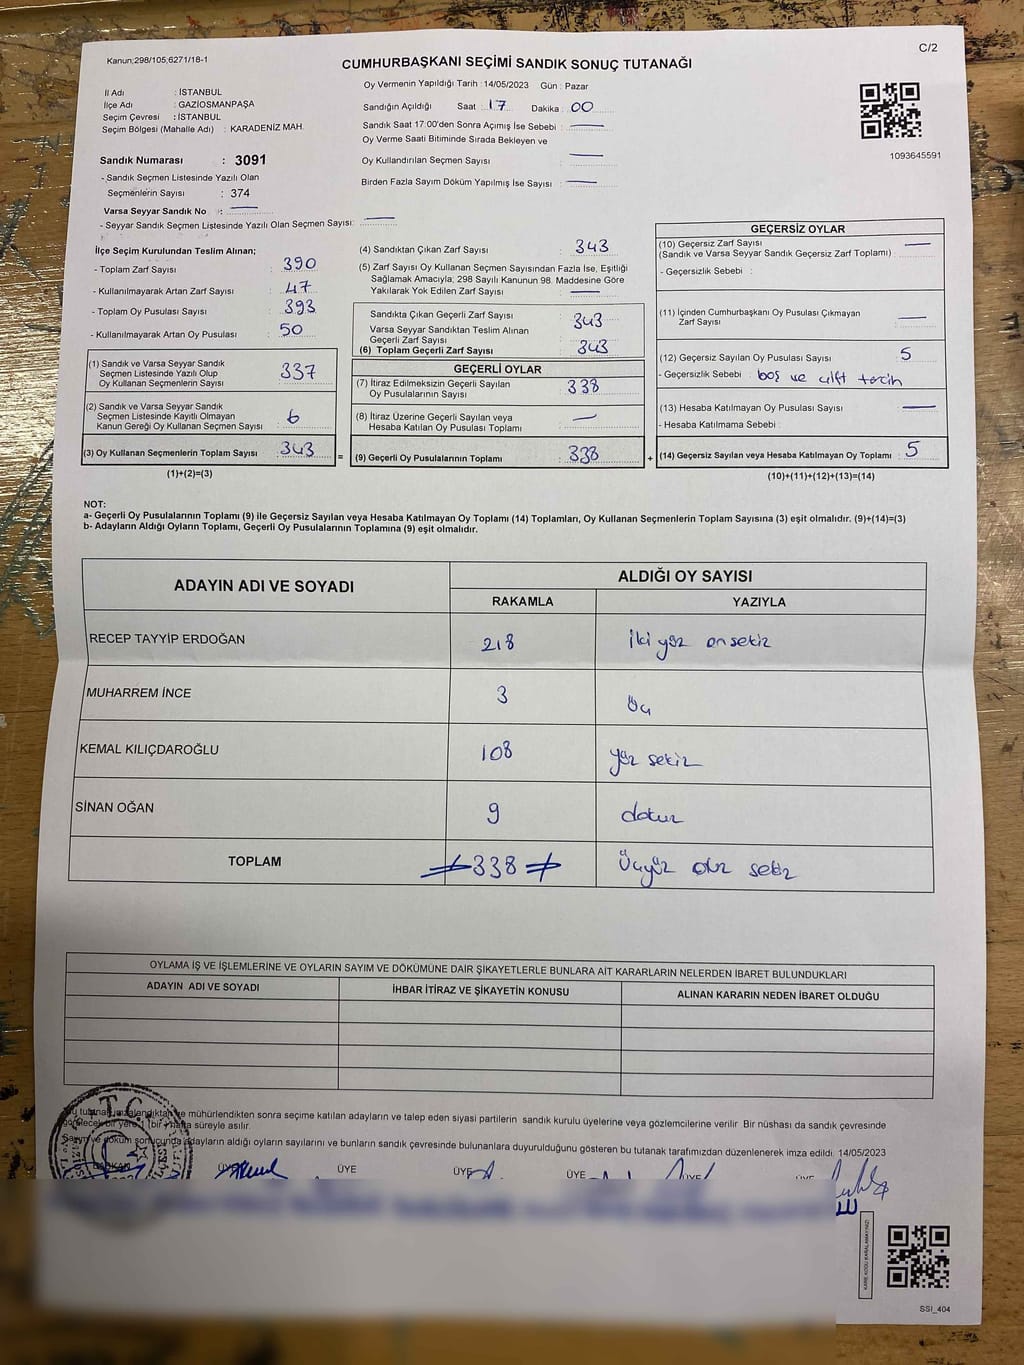 C/2
Kanun;298/105;6271/18-1
CUMHURBAŞKANI SEÇİMİ SANDIK SONUÇ TUTANAĞI
Oy Vermenin Yapıldığı Tarih : 14/05/2023 Gün : Pazar
İl Adı : İSTANBUL
İlçe Adı : GAZİOSMANPAŞA
Seçim Çevresi : İSTANBUL
Seçim Bölgesi (Mahalle Adı) : KARADENİZ MAH.
Sandığın Açıldığı Saat : 17 Dakika : 00
Sandık Saat 17:00'den Sonra Açımış İse Sebebi : —
Oy Verme Saati Bitiminde Sırada Bekleyen ve
Oy Kullandırılan Seçmen Sayısı : —
Birden Fazla Sayım Döküm Yapılmış İse Sayısı : —
1093645591
Sandık Numarası : 3091
- Sandık Seçmen Listesinde Yazılı Olan
Seçmenlerin Sayısı : 374
Varsa Seyyar Sandık No : —
- Seyyar Sandık Seçmen Listesinde Yazılı Olan Seçmen Sayısı: —
İlçe Seçim Kurulundan Teslim Alınan;
- Toplam Zarf Sayısı : 390
- Kullanılmayarak Artan Zarf Sayısı : 47
- Toplam Oy Pusulası Sayısı : 393
- Kullanılmayarak Artan Oy Pusulası : 50
(1) Sandık ve Varsa Seyyar Sandık
Seçmen Listesinde Yazılı Olup
Oy Kullanan Seçmenlerin Sayısı : 337
(2) Sandık ve Varsa Seyyar Sandık
Seçmen Listesinde Kayıtlı Olmayan
Kanun Gereği Oy Kullanan Seçmen Sayısı : 6
(3) Oy Kullanan Seçmenlerin Toplam Sayısı : 343
(1)+(2)=(3)
(4) Sandıktan Çıkan Zarf Sayısı : 343
(5) Zarf Sayısı Oy Kullanan Seçmen Sayısından Fazla İse, Eşitliği
Sağlamak Amacıyla; 298 Sayılı Kanunun 98. Maddesine Göre
Yakılarak Yok Edilen Zarf Sayısı : —
Sandıkta Çıkan Geçerli Zarf Sayısı : 343
Varsa Seyyar Sandıktan Teslim Alınan
Geçerli Zarf Sayısı :
(6) Toplam Geçerli Zarf Sayısı : 343
GEÇERLİ OYLAR
(7) İtiraz Edilmeksizin Geçerli Sayılan
Oy Pusulalarının Sayısı : 338
(8) İtiraz Üzerine Geçerli Sayılan veya
Hesaba Katılan Oy Pusulası Toplamı : —
= (9) Geçerli Oy Pusulalarının Toplamı : 338
GEÇERSİZ OYLAR
(10) Geçersiz Zarf Sayısı : —
(Sandık ve Varsa Seyyar Sandık Geçersiz Zarf Toplamı)
- Geçersizlik Sebebi :
(11) İçinden Cumhurbaşkanı Oy Pusulası Çıkmayan
Zarf Sayısı : —
(12) Geçersiz Sayılan Oy Pusulası Sayısı : 5
- Geçersizlik Sebebi : boş ve çift tercih
(13) Hesaba Katılmayan Oy Pusulası Sayısı : —
- Hesaba Katılmama Sebebi :
+ (14) Geçersiz Sayılan veya Hesaba Katılmayan Oy Toplamı : 5
(10)+(11)+(12)+(13)=(14)
NOT:
a- Geçerli Oy Pusulalarının Toplamı (9) ile Geçersiz Sayılan veya Hesaba Katılmayan Oy Toplamı (14) Toplamları, Oy Kullanan Seçmenlerin Toplam Sayısına (3) eşit olmalıdır. (9)+(14)=(3)
b- Adayların Aldığı Oyların Toplamı, Geçerli Oy Pusulalarının Toplamına (9) eşit olmalıdır.
ADAYIN ADI VE SOYADI ALDIĞI OY SAYISI
RAKAMLA YAZIYLA
RECEP TAYYİP ERDOĞAN 218 iki yüz onsekiz
MUHARREM İNCE 3 üç
KEMAL KILIÇDAROĞLU 108 yüz sekiz
SİNAN OĞAN 9 dokuz
TOPLAM ≠338≠ Üçyüz otuz sekiz
OYLAMA İŞ VE İŞLEMLERİNE VE OYLARIN SAYIM VE DÖKÜMÜNE DAİR ŞİKAYETLERLE BUNLARA AİT KARARLARIN NELERDEN İBARET BULUNDUKLARI
ADAYIN ADI VE SOYADI İHBAR İTİRAZ VE ŞİKAYETİN KONUSU ALINAN KARARIN NEDEN İBARET OLDUĞU
T.C.
tutanak imzalandıktan ve mühürlendikten sonra seçime katılan adayların ve talep eden siyasi partilerin sandık kurulu üyelerine veya gözlemcilerine verilir Bir nüshası da sandık çevresinde
görülecek bir yere 1 (bir) hafta süreyle asılır.
Sayım ve döküm sonucunda adayların aldığı oyların sayılarını ve bunların sandık çevresinde bulunanlara duyurulduğunu gösteren bu tutanak tarafımızdan düzenlenerek imza edildi. 14/05/2023
BAŞKAN ÜYE ÜYE ÜYE ÜYE ÜYE ÜYE
KARE KODU KARALAMAYINIZ!
SSI_404